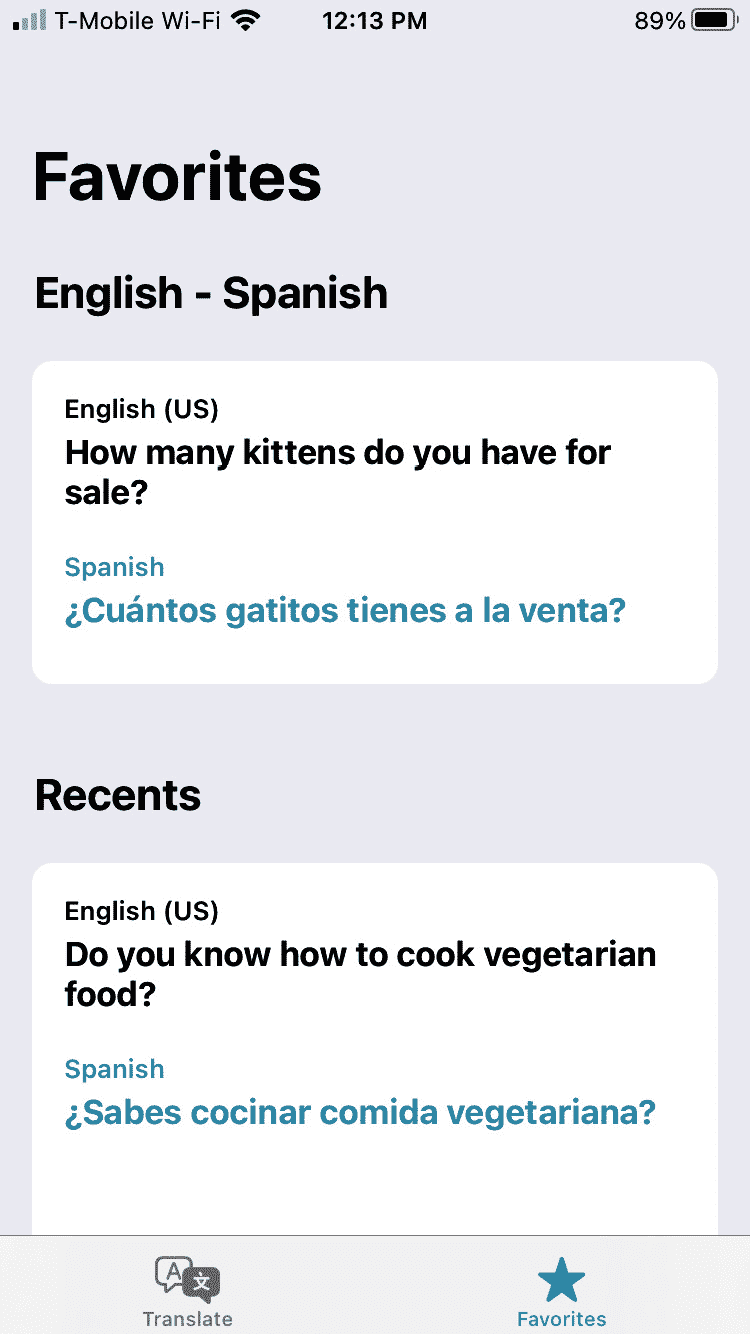 T-Mobile Wi-Fi 12:13 PM 89%
Favorites
English - Spanish
English (US)
How many kittens do you have for
sale?
Spanish
¿Cuántos gatitos tienes a la venta?
Recents
English (US)
Do you know how to cook vegetarian
food?
Spanish
¿Sabes cocinar comida vegetariana?
A 文
Translate Favorites